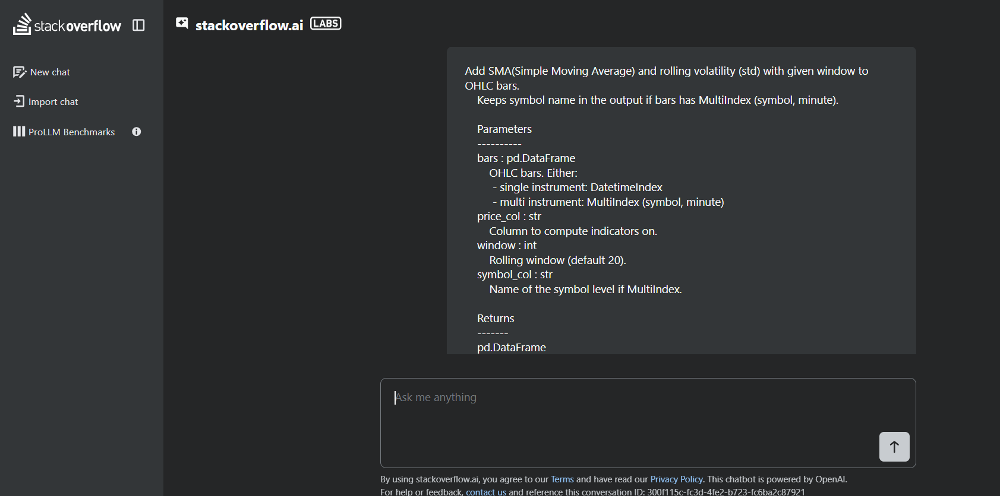 stackoverflow
New chat
Import chat
ProLLM Benchmarks
stackoverflow.ai LABS
Add SMA(Simple Moving Average) and rolling volatility (std) with given window to
OHLC bars.
Keeps symbol name in the output if bars has MultiIndex (symbol, minute).
Parameters
----------
bars : pd.DataFrame
OHLC bars. Either:
- single instrument: DatetimeIndex
- multi instrument: MultiIndex (symbol, minute)
price_col : str
Column to compute indicators on.
window : int
Rolling window (default 20).
symbol_col : str
Name of the symbol level if MultiIndex.
Returns
-------
pd.DataFrame
Ask me anything
By using stackoverflow.ai, you agree to our Terms and have read our Privacy Policy. This chatbot is powered by OpenAI.
For help or feedback, contact us and reference this conversation ID: 300f115c-fc3d-4fe2-b723-fc6ba2c87921